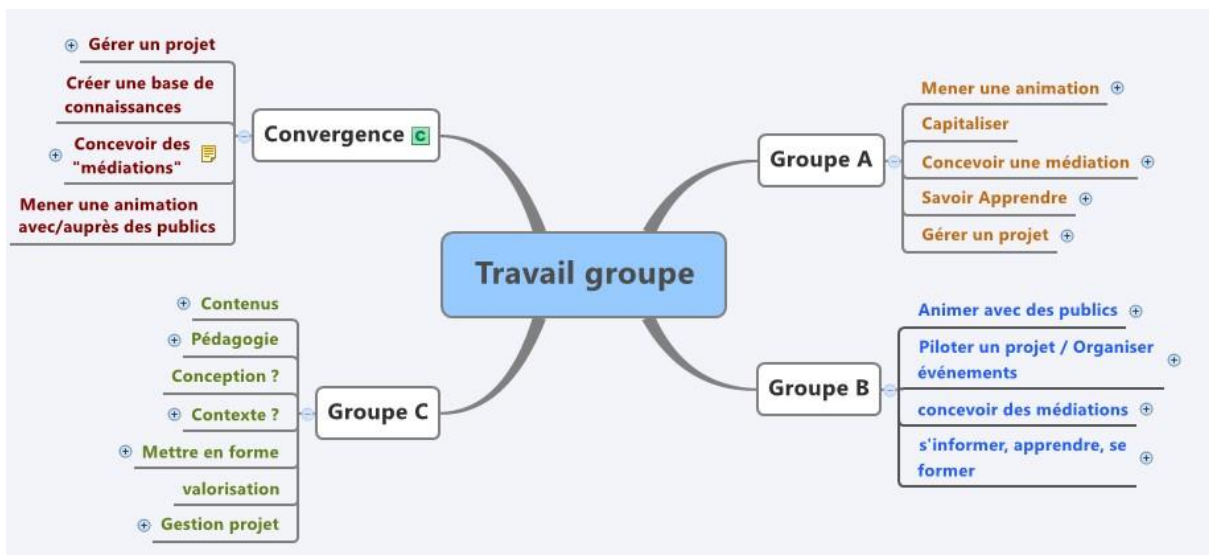 Travail groupe
Convergence
Gérer un projet
Créer une base de
connaissances
Concevoir des
"médiations"
Mener une animation
avec/auprès des publics
Groupe A
Mener une animation
Capitaliser
Concevoir une médiation
Savoir Apprendre
Gérer un projet
Groupe B
Animer avec des publics
Piloter un projet / Organiser
événements
concevoir des médiations
s'informer, apprendre, se
former
Groupe C
Contenus
Pédagogie
Conception ?
Contexte ?
Mettre en forme
valorisation
Gestion projet